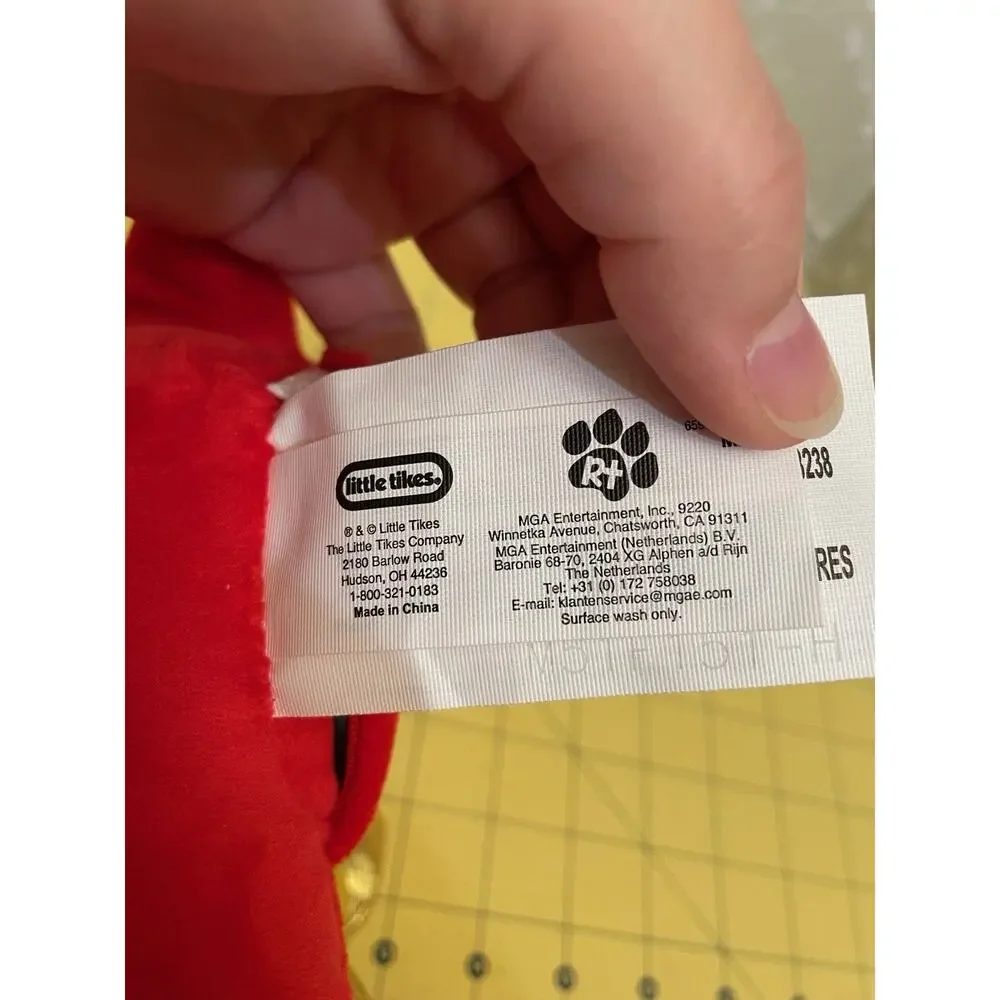 little tikes.
® & © Little Tikes
The Little Tikes Company
2180 Barlow Road
Hudson, OH 44236
1-800-321-0183
Made in China
R+
MGA Entertainment, Inc., 9220
Winnetka Avenue, Chatsworth, CA 91311
MGA Entertainment (Netherlands) B.V.
Baronie 68-70, 2404 XG Alphen a/d Rijn
The Netherlands
Tel: +31 (0) 172 758038
E-mail: klantenservice@mgae.com
Surface wash only.
1238
RES